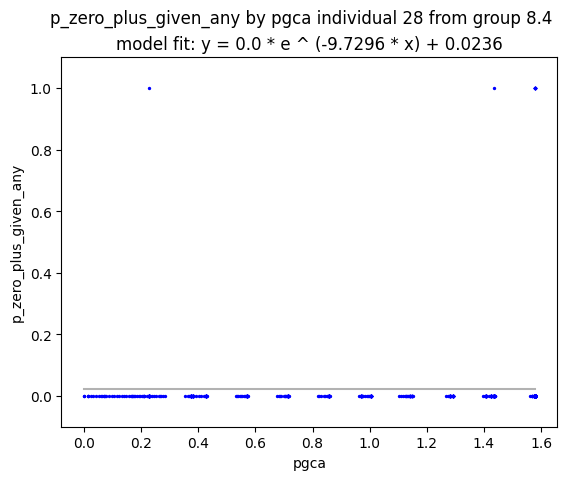 p_zero_plus_given_any by pgca individual 28 from group 8.4
model fit: y = 0.0 * e ^ (-9.7296 * x) + 0.0236
1.0
0.8
0.6
0.4
0.2
0.0
p_zero_plus_given_any
0.0 0.2 0.4 0.6 0.8 1.0 1.2 1.4 1.6
pgca